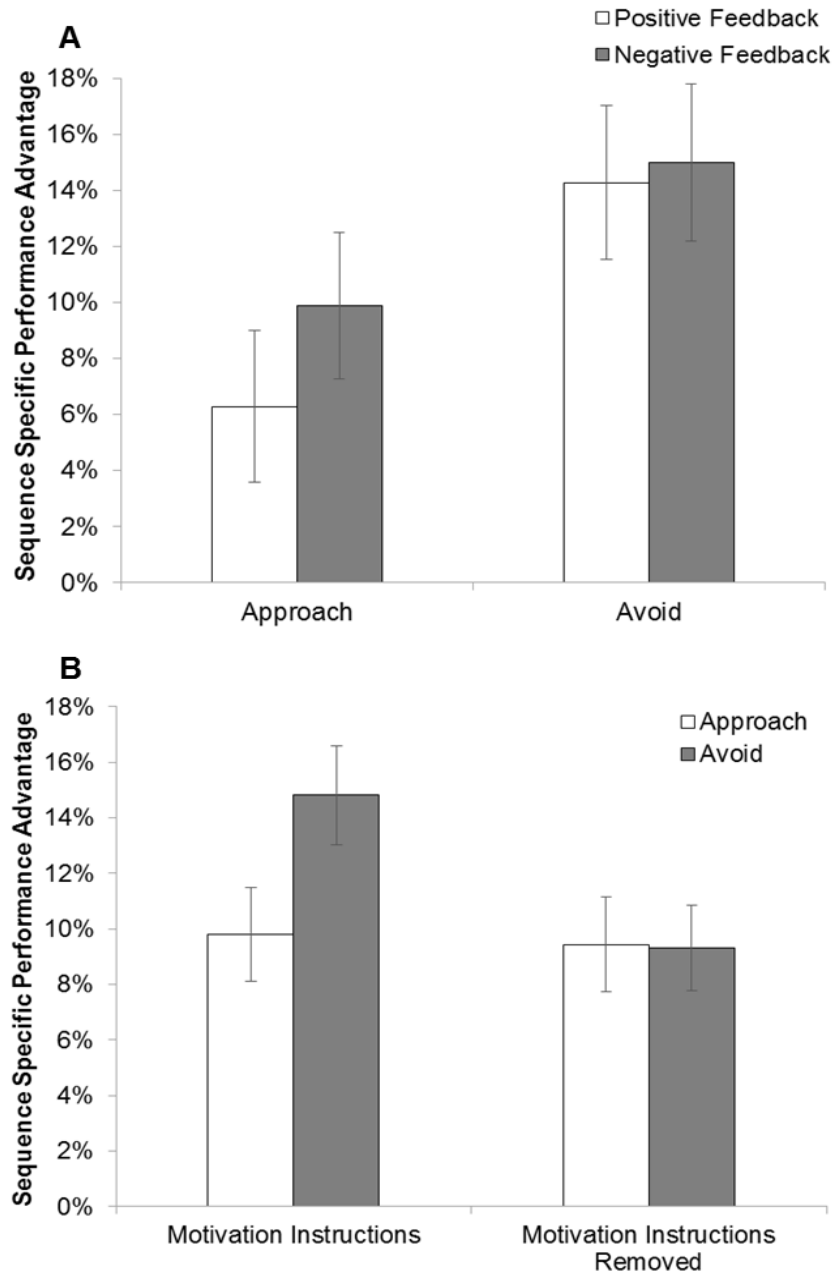 A
Positive Feedback
Negative Feedback
Sequence Specific Performance Advantage
18%
16%
14%
12%
10%
8%
6%
4%
2%
0%
Approach
Avoid
B
Approach
Avoid
Sequence Specific Performance Advantage
18%
16%
14%
12%
10%
8%
6%
4%
2%
0%
Motivation Instructions
Motivation Instructions
Removed